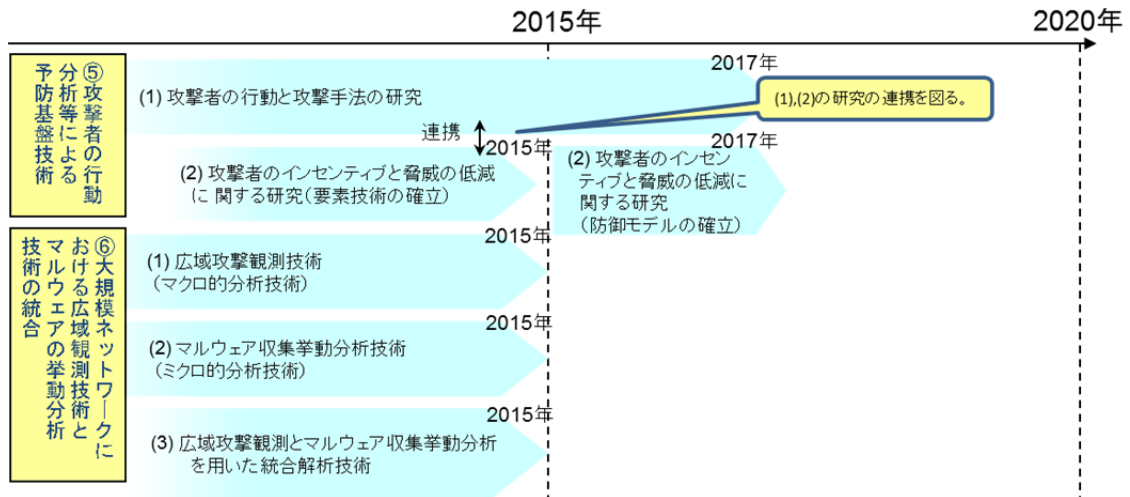 2015年
2020年
⑤攻撃者の行動
分析等による
予防基盤技術
2017年
(1) 攻撃者の行動と攻撃手法の研究
(1),(2)の研究の連携を図る。
連携
2015年
2017年
(2) 攻撃者のインセンティブと脅威の低減
に 関する研究(要素技術の確立)
(2) 攻撃者のインセン
ティブと脅威の低減に
関する研究
(防御モデルの確立)
⑥大規模ネットワークに
おける広域観測技術と
マルウェアの挙動分析
技術の統合
2015年
(1) 広域攻撃観測技術
(マクロ的分析技術)
2015年
(2) マルウェア収集挙動分析技術
(ミクロ的分析技術)
2015年
(3) 広域攻撃観測とマルウェア収集挙動分析
を用いた統合解析技術